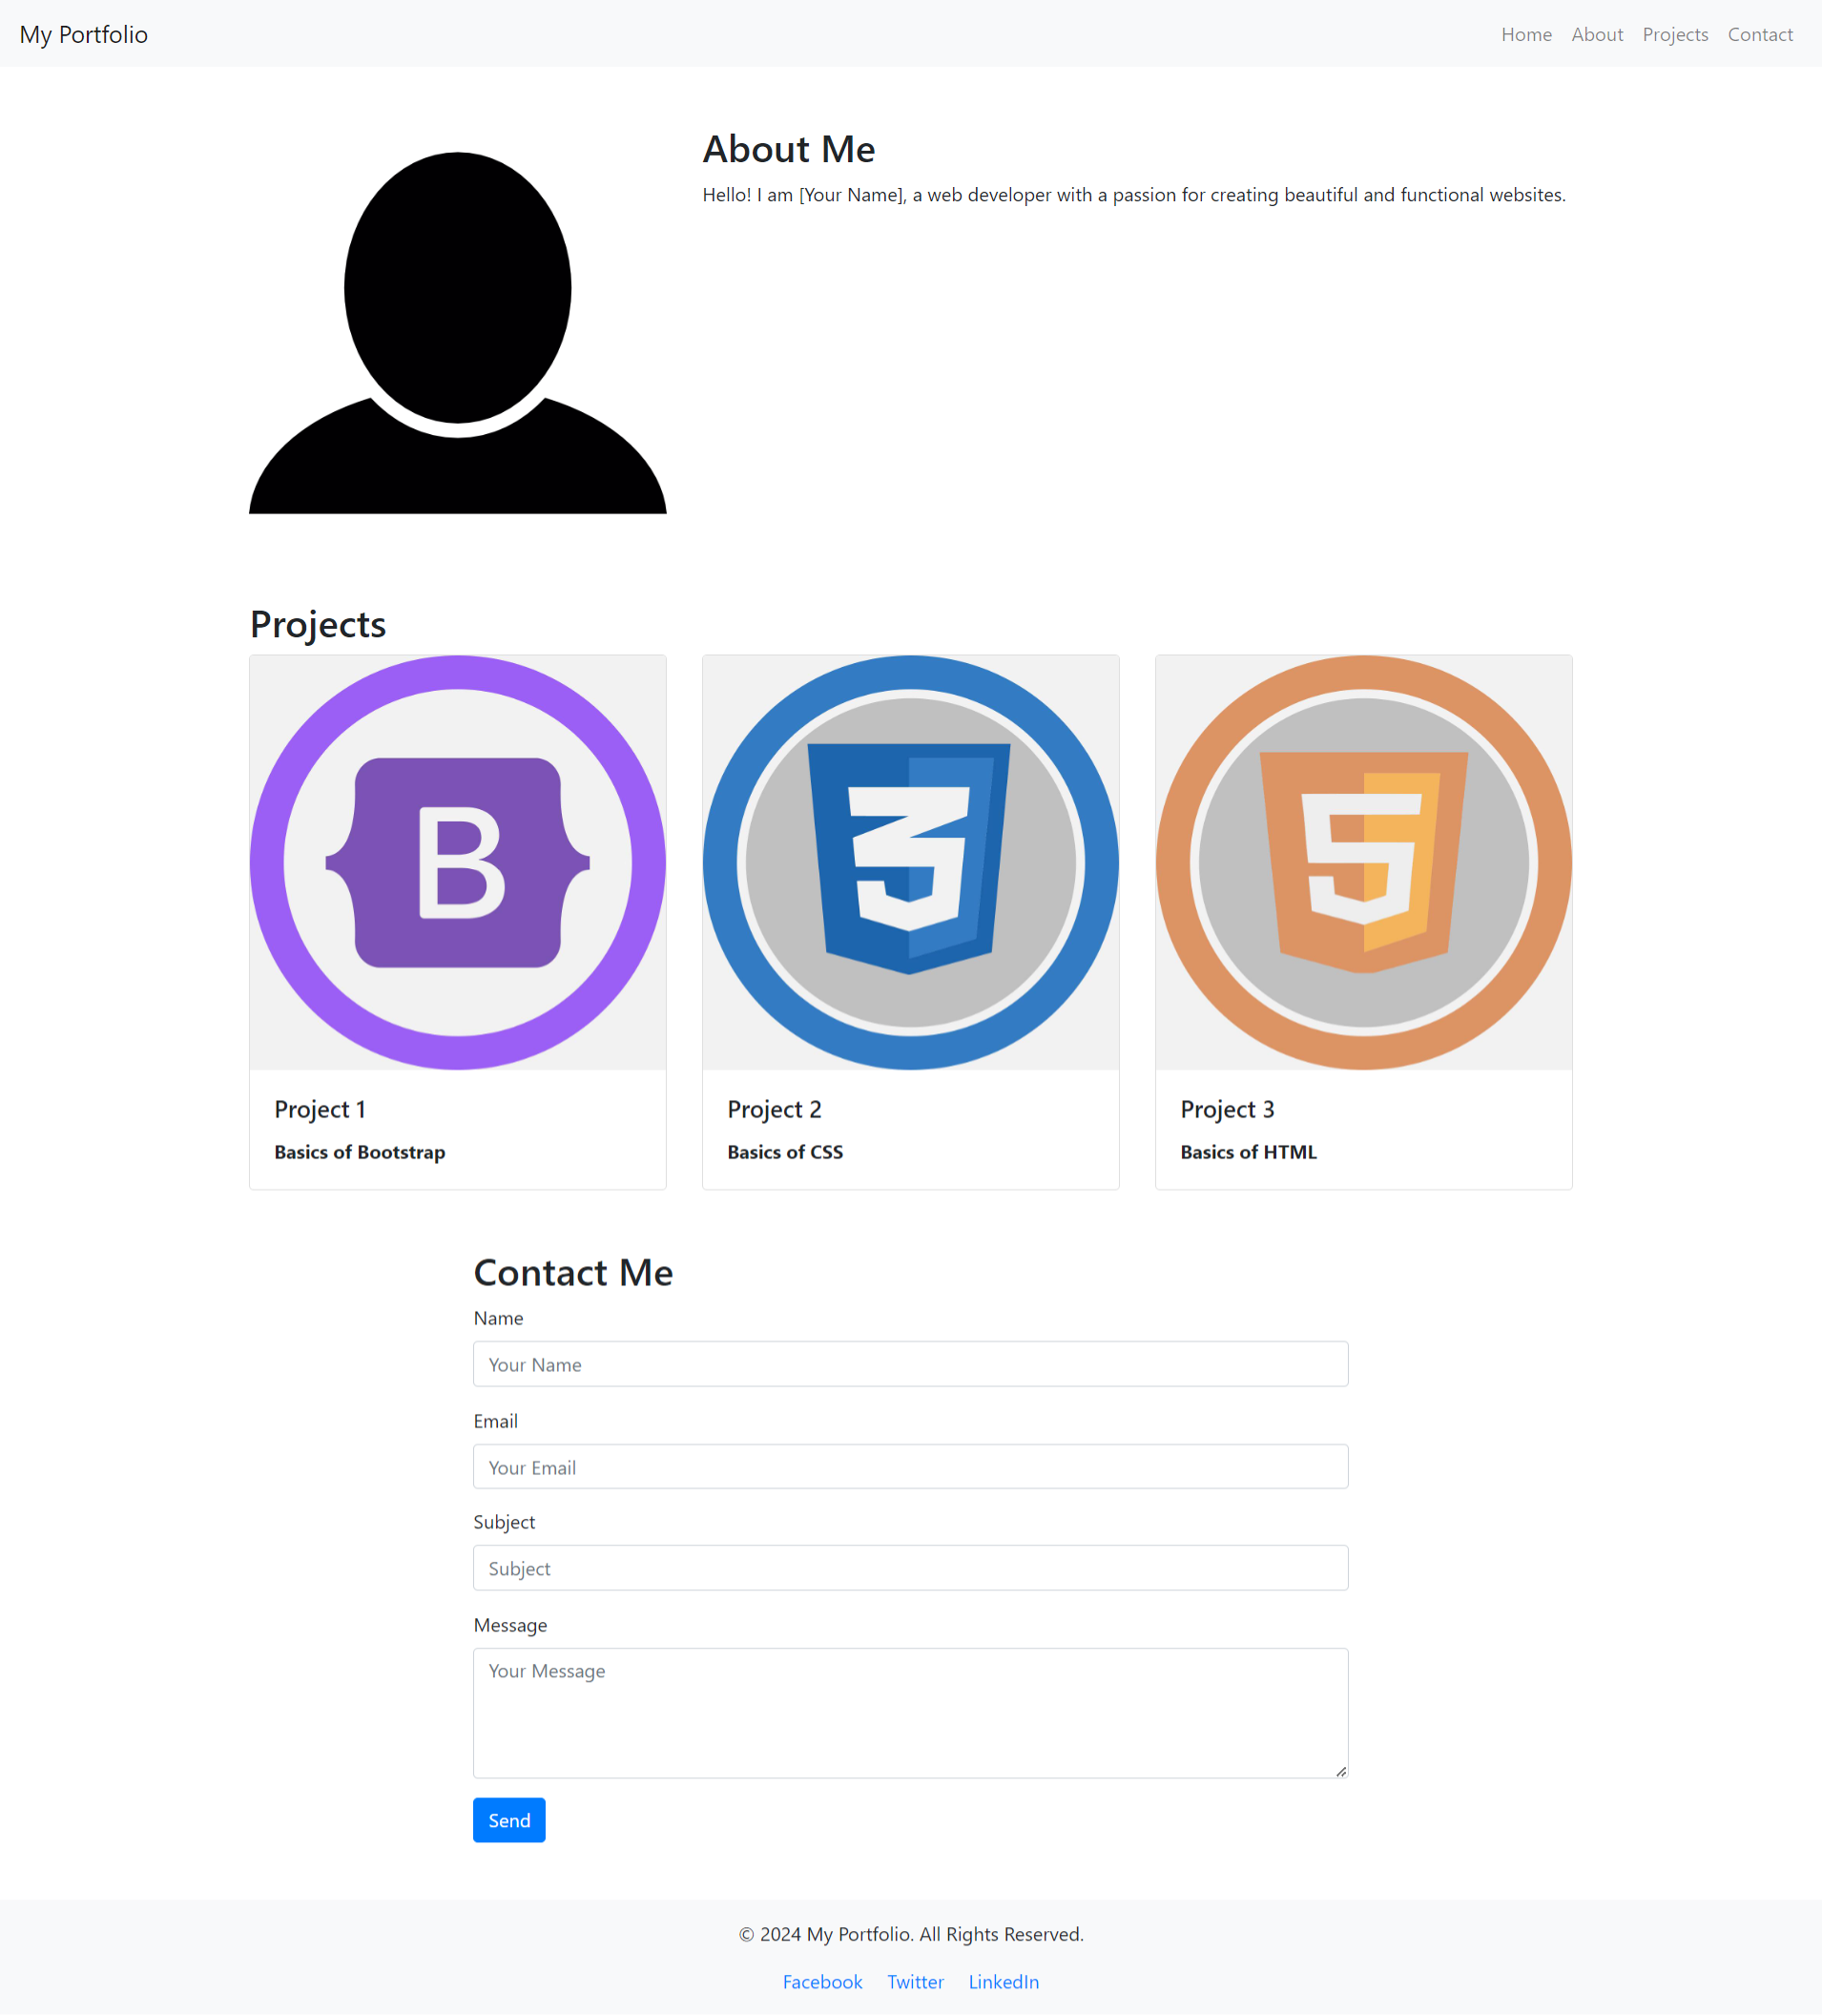 My Portfolio
Home About Projects Contact
About Me
Hello! I am [Your Name], a web developer with a passion for creating beautiful and functional websites.
Projects
B
3
5
Project 1
Basics of Bootstrap
Project 2
Basics of CSS
Project 3
Basics of HTML
Contact Me
Name
Your Name
Email
Your Email
Subject
Subject
Message
Your Message
Send
© 2024 My Portfolio. All Rights Reserved.
Facebook Twitter LinkedIn